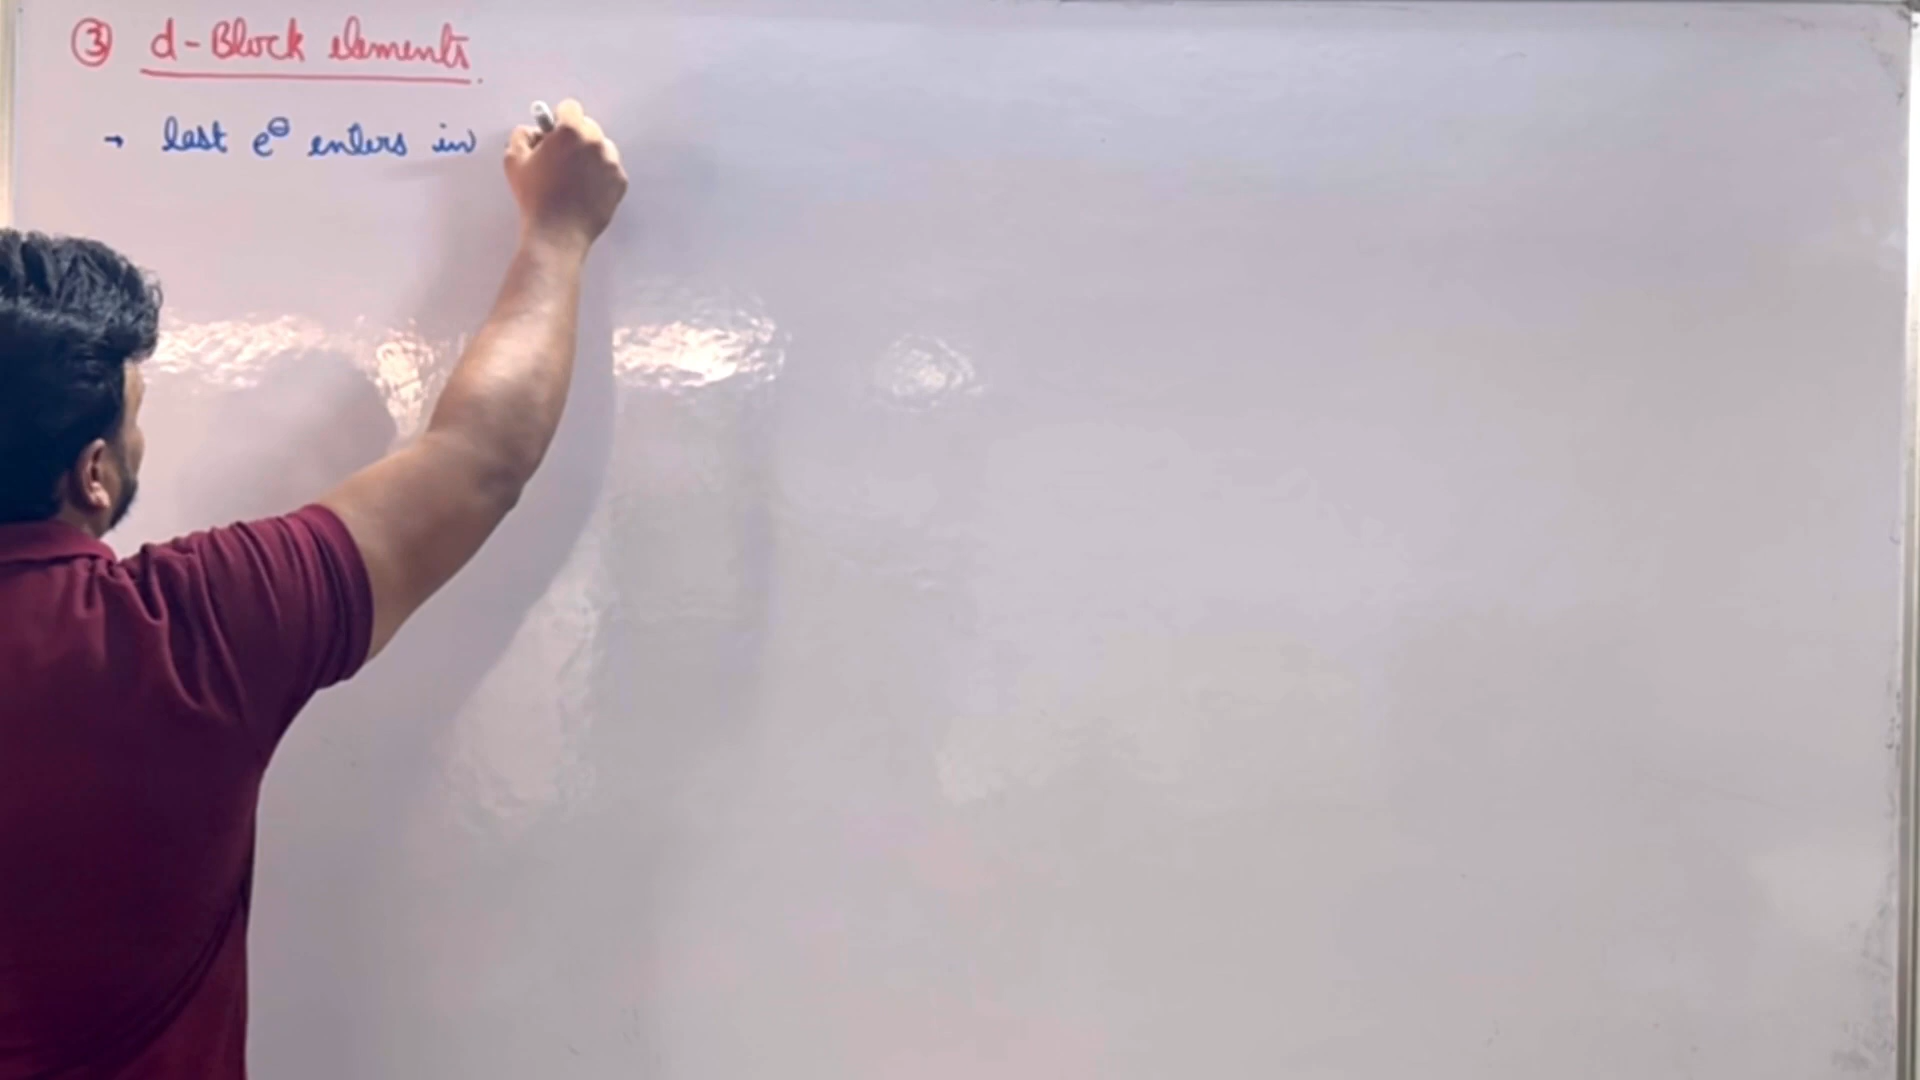 ③ d-Block elements.
→ last e⊖ enters in